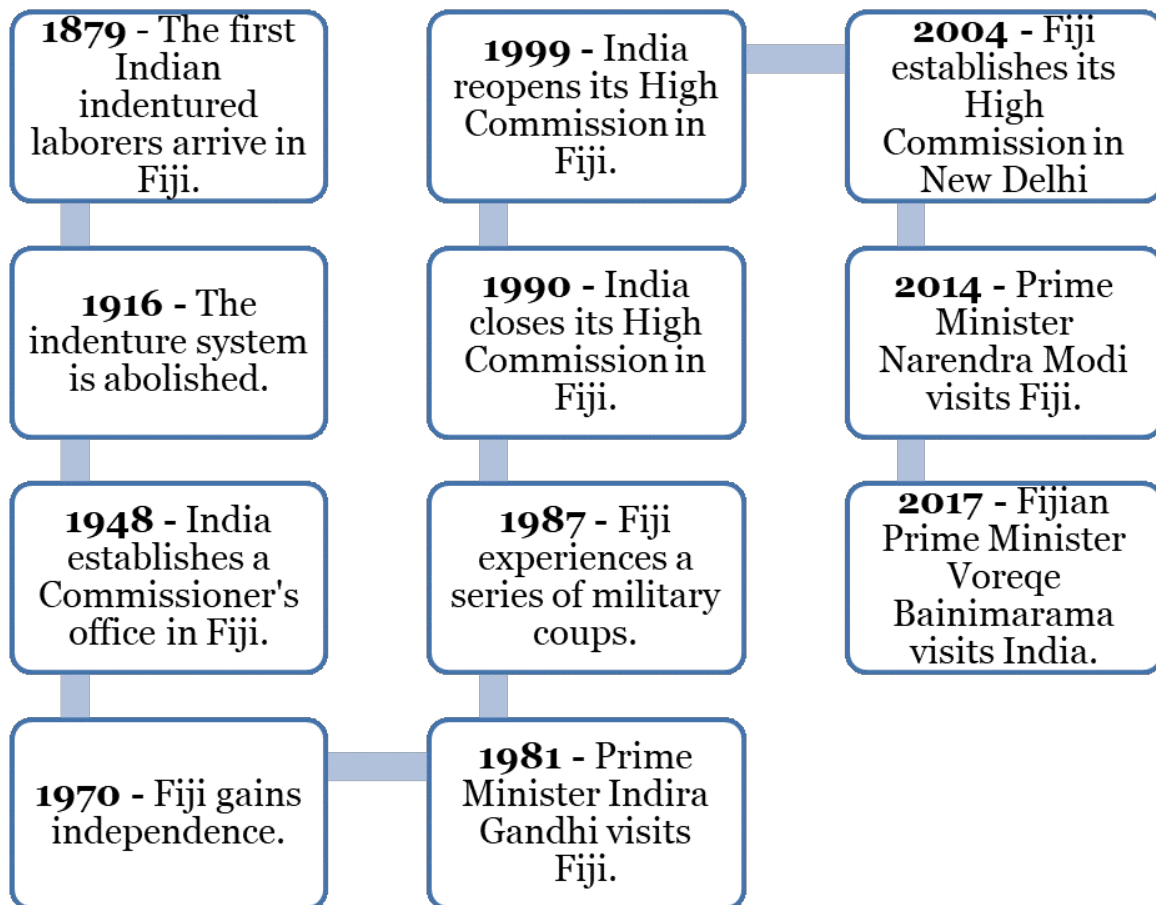 1879 - The first
Indian
indentured
laborers arrive in
Fiji.
1916 - The
indenture system
is abolished.
1948 - India
establishes a
Commissioner's
office in Fiji.
1970 - Fiji gains
independence.
1981 - Prime
Minister Indira
Gandhi visits
Fiji.
1987 - Fiji
experiences a
series of military
coups.
1990 - India
closes its High
Commission in
Fiji.
1999 - India
reopens its High
Commission in
Fiji.
2004 - Fiji
establishes its
High
Commission in
New Delhi
2014 - Prime
Minister
Narendra Modi
visits Fiji.
2017 - Fijian
Prime Minister
Voreqe
Bainimarama
visits India.